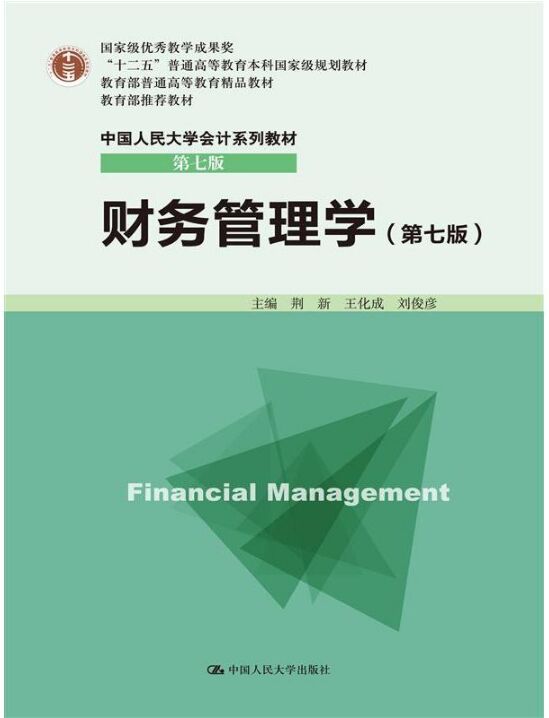 国家级优秀教学成果奖
“十二五”普通高等教育本科国家级规划教材
教育部普通高等教育精品教材
教育部推荐教材
中国人民大学会计系列教材
第七版
财务管理学（第七版）
主编 荆 新 王化成 刘俊彦
Financial Management
中国人民大学出版社